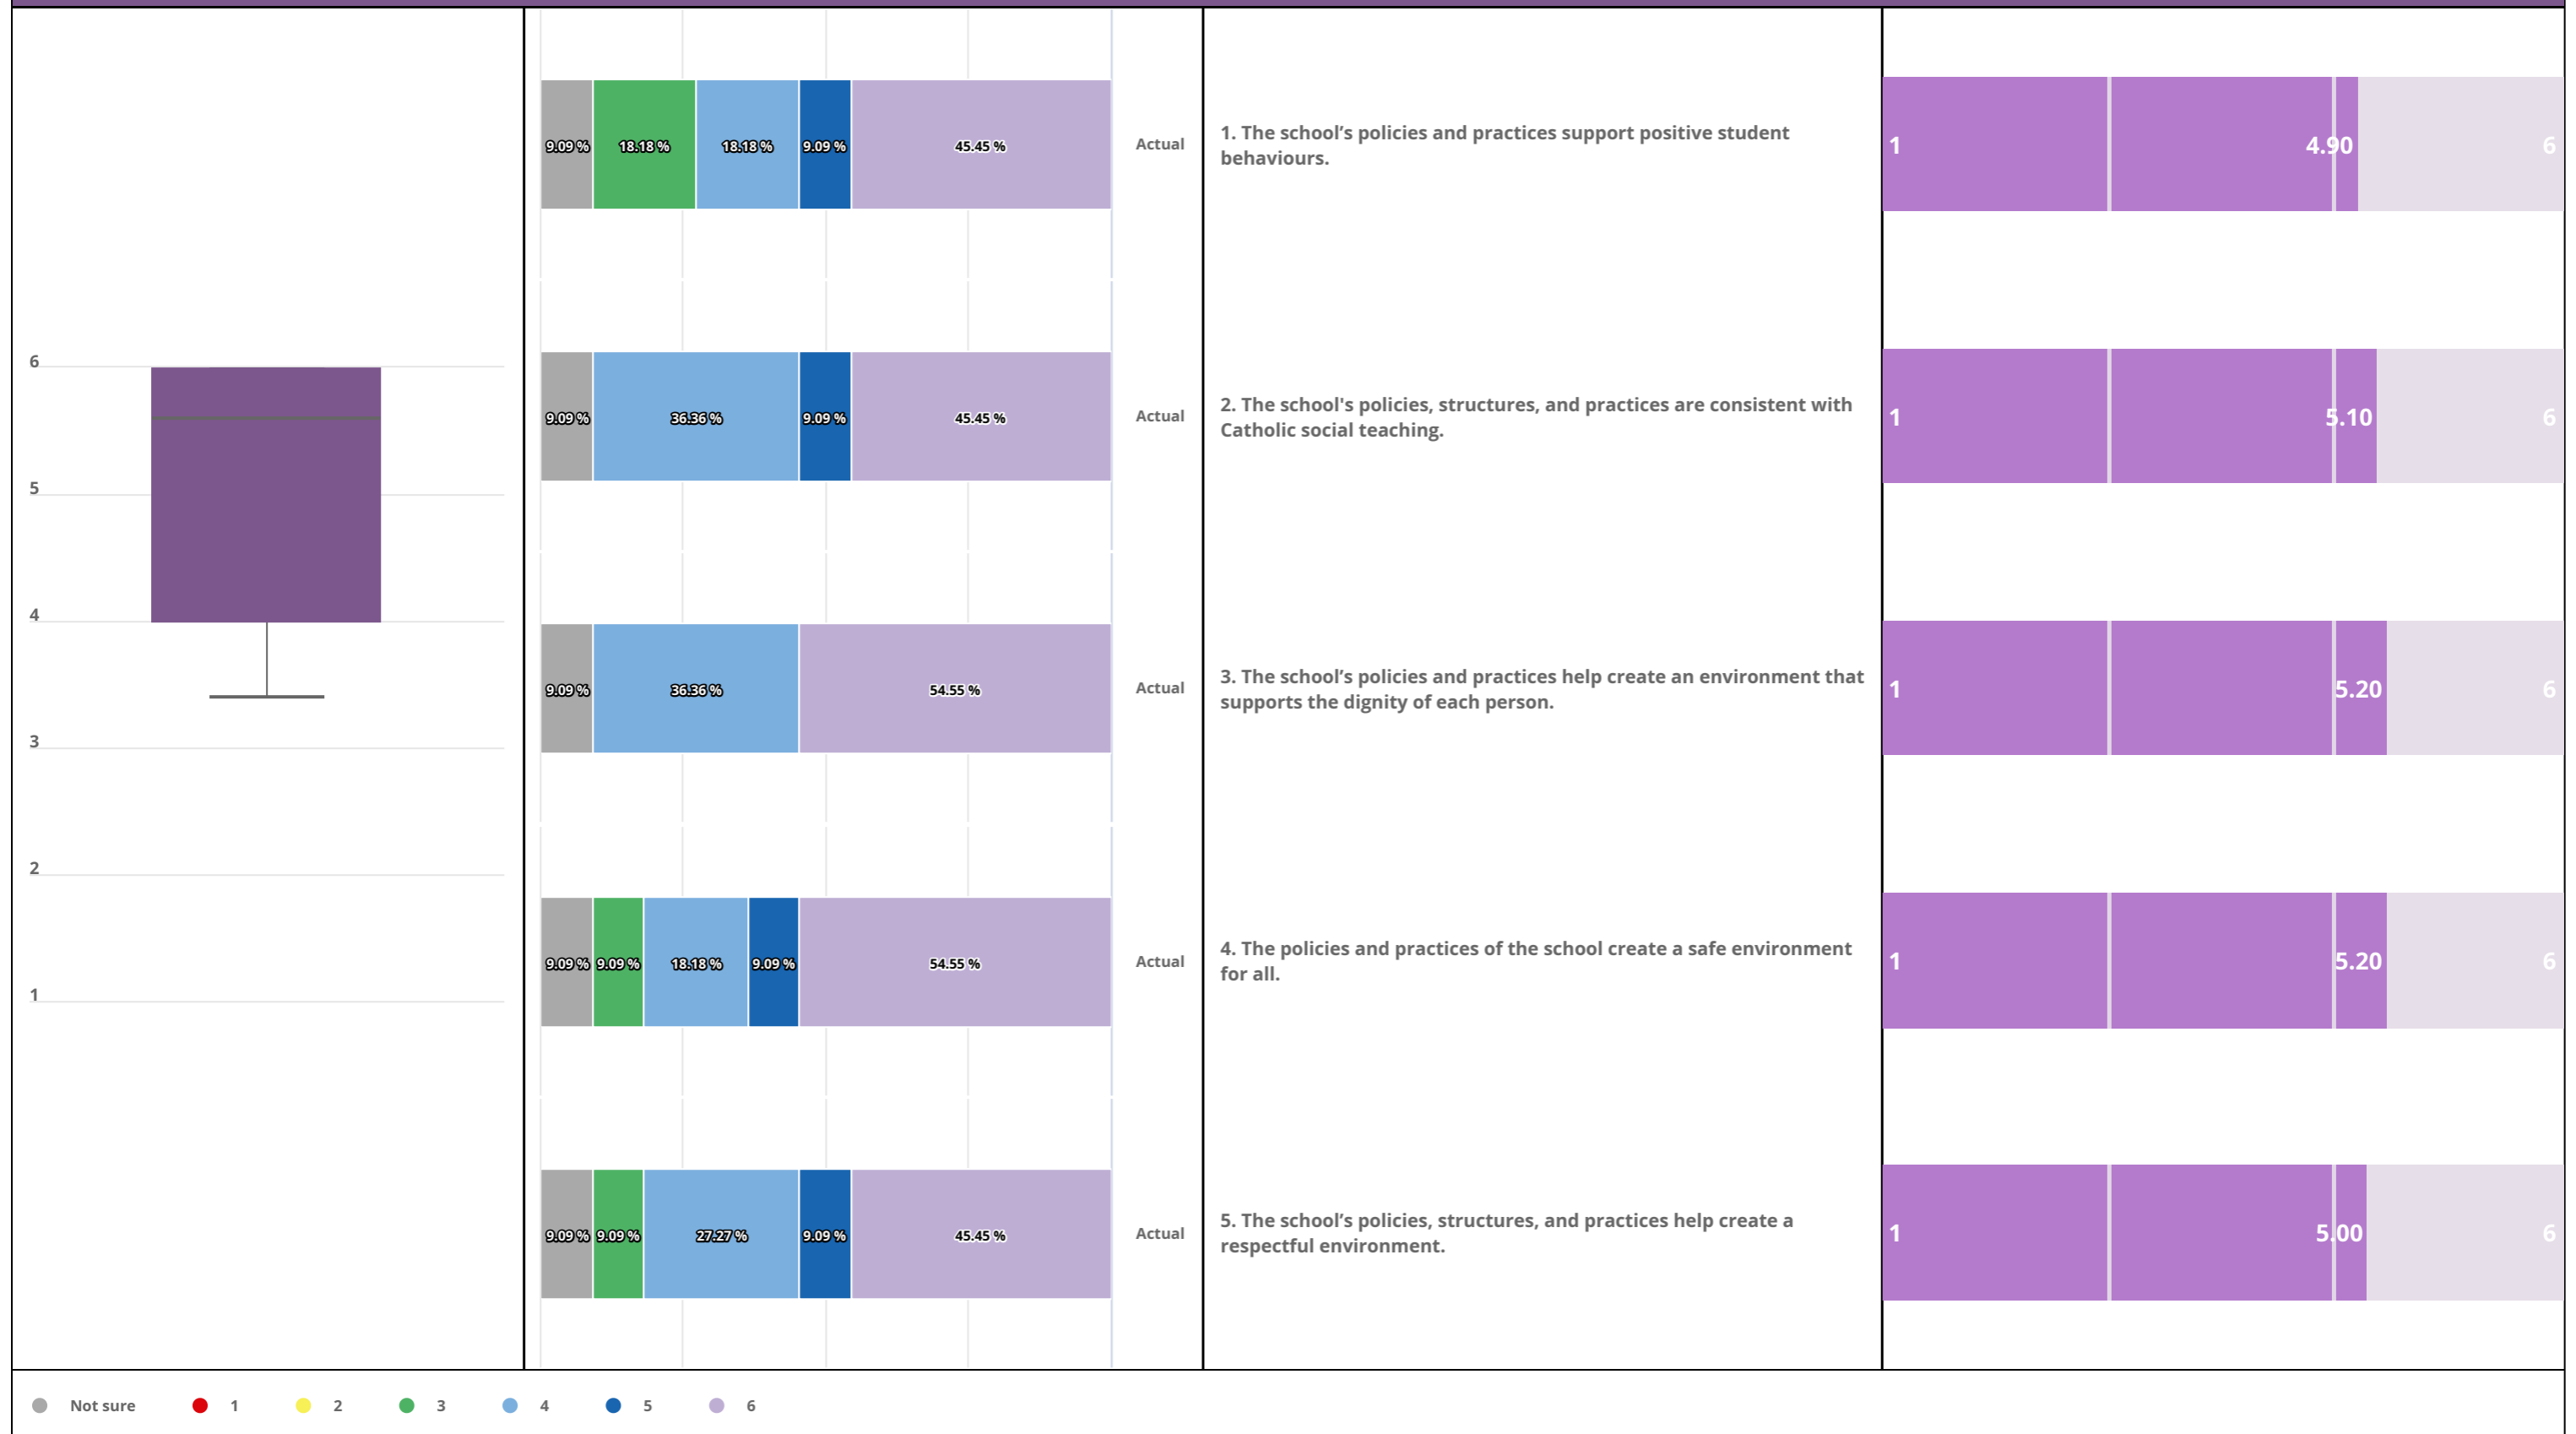 6
5
4
3
2
1
9.09 % 18.18 % 18.18 % 9.09 % 45.45 % Actual
1. The school’s policies and practices support positive student
behaviours.
1 4.90 6
9.09 % 36.36 % 9.09 % 45.45 % Actual
2. The school's policies, structures, and practices are consistent with
Catholic social teaching.
1 5.10 6
9.09 % 36.36 % 54.55 % Actual
3. The school’s policies and practices help create an environment that
supports the dignity of each person.
1 5.20 6
9.09 % 9.09 % 18.18 % 9.09 % 54.55 % Actual
4. The policies and practices of the school create a safe environment
for all.
1 5.20 6
9.09 % 9.09 % 27.27 % 9.09 % 45.45 % Actual
5. The school’s policies, structures, and practices help create a
respectful environment.
1 5.00 6
Not sure 1 2 3 4 5 6